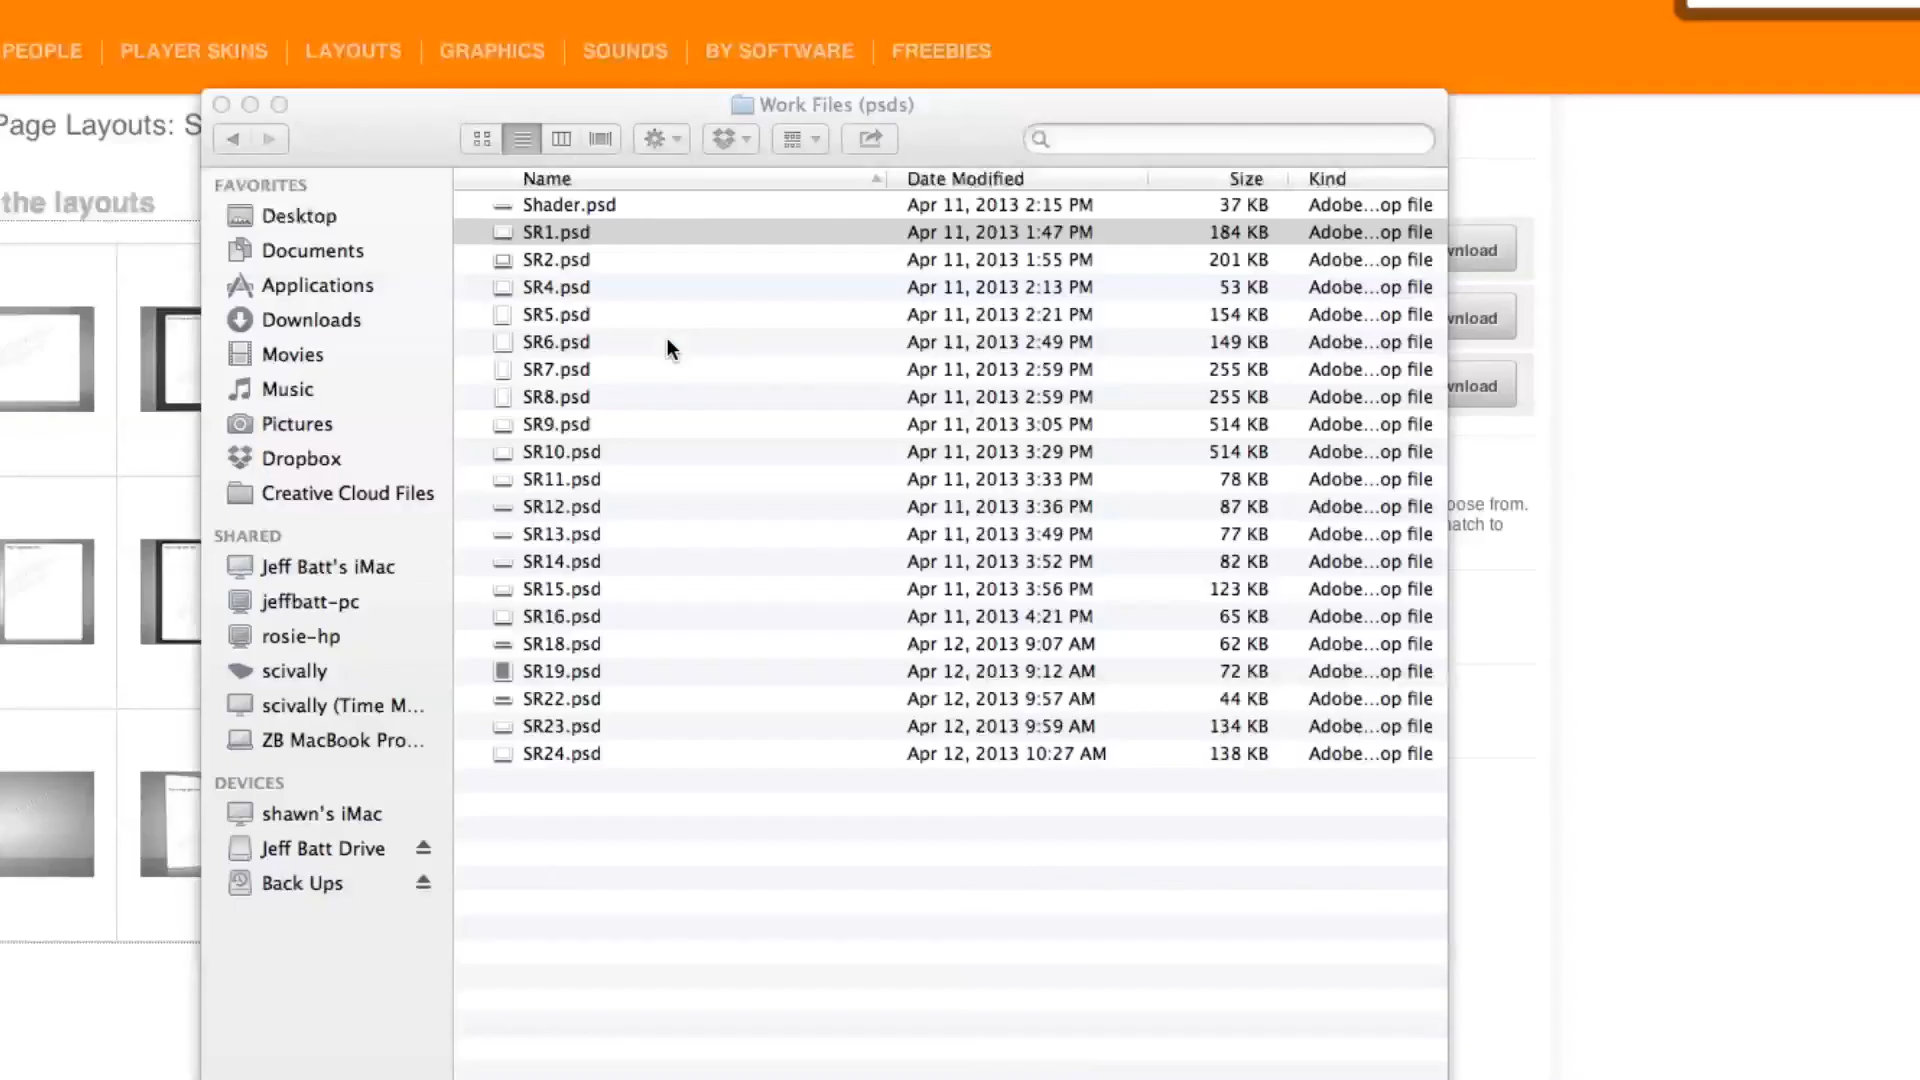 PEOPLE PLAYER SKINS LAYOUTS GRAPHICS SOUNDS BY SOFTWARE FREEBIES
Page Layouts: S
the layouts
Work Files (psds)
FAVORITES
Desktop
Documents
Applications
Downloads
Movies
Music
Pictures
Dropbox
Creative Cloud Files
SHARED
Jeff Batt's iMac
jeffbatt-pc
rosie-hp
scivally
scivally (Time M...
ZB MacBook Pro...
DEVICES
shawn's iMac
Jeff Batt Drive
Back Ups
Name Date Modified Size Kind
Shader.psd Apr 11, 2013 2:15 PM 37 KB Adobe...op file
SR1.psd Apr 11, 2013 1:47 PM 184 KB Adobe...op file
SR2.psd Apr 11, 2013 1:55 PM 201 KB Adobe...op file
SR4.psd Apr 11, 2013 2:13 PM 53 KB Adobe...op file
SR5.psd Apr 11, 2013 2:21 PM 154 KB Adobe...op file
SR6.psd Apr 11, 2013 2:49 PM 149 KB Adobe...op file
SR7.psd Apr 11, 2013 2:59 PM 255 KB Adobe...op file
SR8.psd Apr 11, 2013 2:59 PM 255 KB Adobe...op file
SR9.psd Apr 11, 2013 3:05 PM 514 KB Adobe...op file
SR10.psd Apr 11, 2013 3:29 PM 514 KB Adobe...op file
SR11.psd Apr 11, 2013 3:33 PM 78 KB Adobe...op file
SR12.psd Apr 11, 2013 3:36 PM 87 KB Adobe...op file
SR13.psd Apr 11, 2013 3:49 PM 77 KB Adobe...op file
SR14.psd Apr 11, 2013 3:52 PM 82 KB Adobe...op file
SR15.psd Apr 11, 2013 3:56 PM 123 KB Adobe...op file
SR16.psd Apr 11, 2013 4:21 PM 65 KB Adobe...op file
SR18.psd Apr 12, 2013 9:07 AM 62 KB Adobe...op file
SR19.psd Apr 12, 2013 9:12 AM 72 KB Adobe...op file
SR22.psd Apr 12, 2013 9:57 AM 44 KB Adobe...op file
SR23.psd Apr 12, 2013 9:59 AM 134 KB Adobe...op file
SR24.psd Apr 12, 2013 10:27 AM 138 KB Adobe...op file
wnload
wnload
wnload
oose from.
atch to